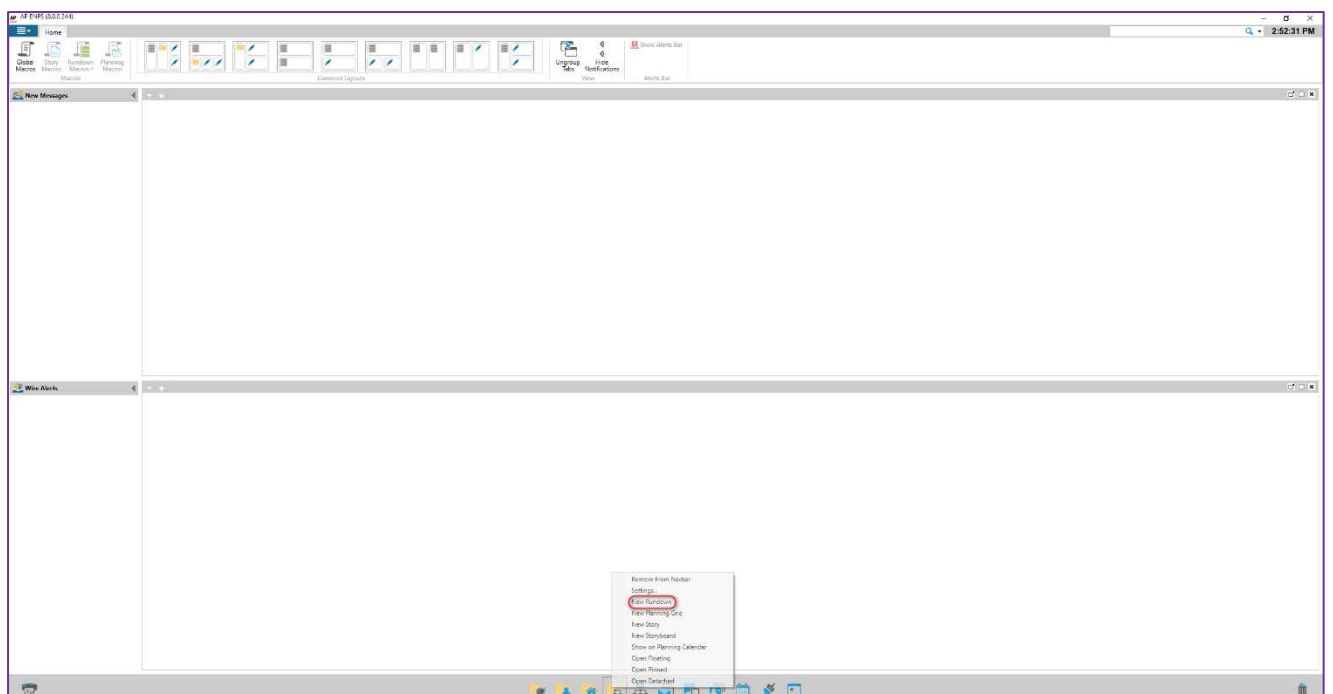 AP AP ENPS (8.0.0.244)
Home
2:52:31 PM
Global Macros
Story Macros
Rundown Macros
Planning Macros
Macros
Common Layouts
Ungroup Tabs
Hide Notifications
View
Show Alerts Bar
Alerts Bar
New Messages
Wire Alerts
Remove From Navbar
Settings...
New Rundown
New Planning Grid
New Story
New Storyboard
Show on Planning Calendar
Open Floating
Open Pinned
Open Detached